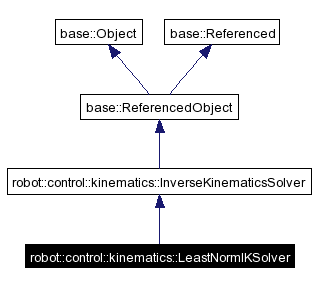 base::Object
base::Referenced
base::ReferencedObject
robot::control::kinematics::InverseKinematicsSolver
robot::control::kinematics::LeastNormIKSolver